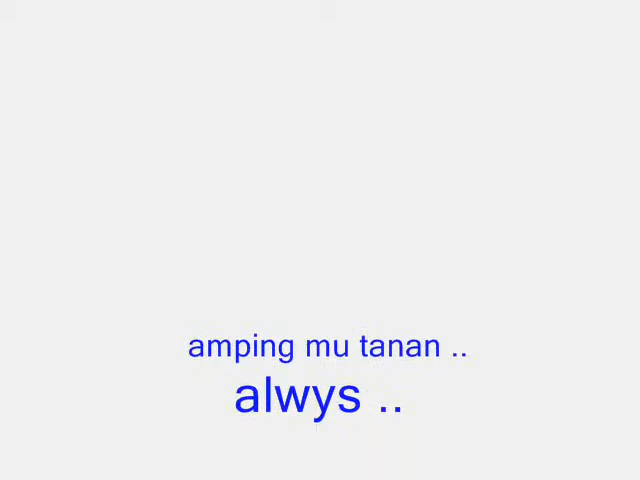 amping mu tanan ..
alwys ..